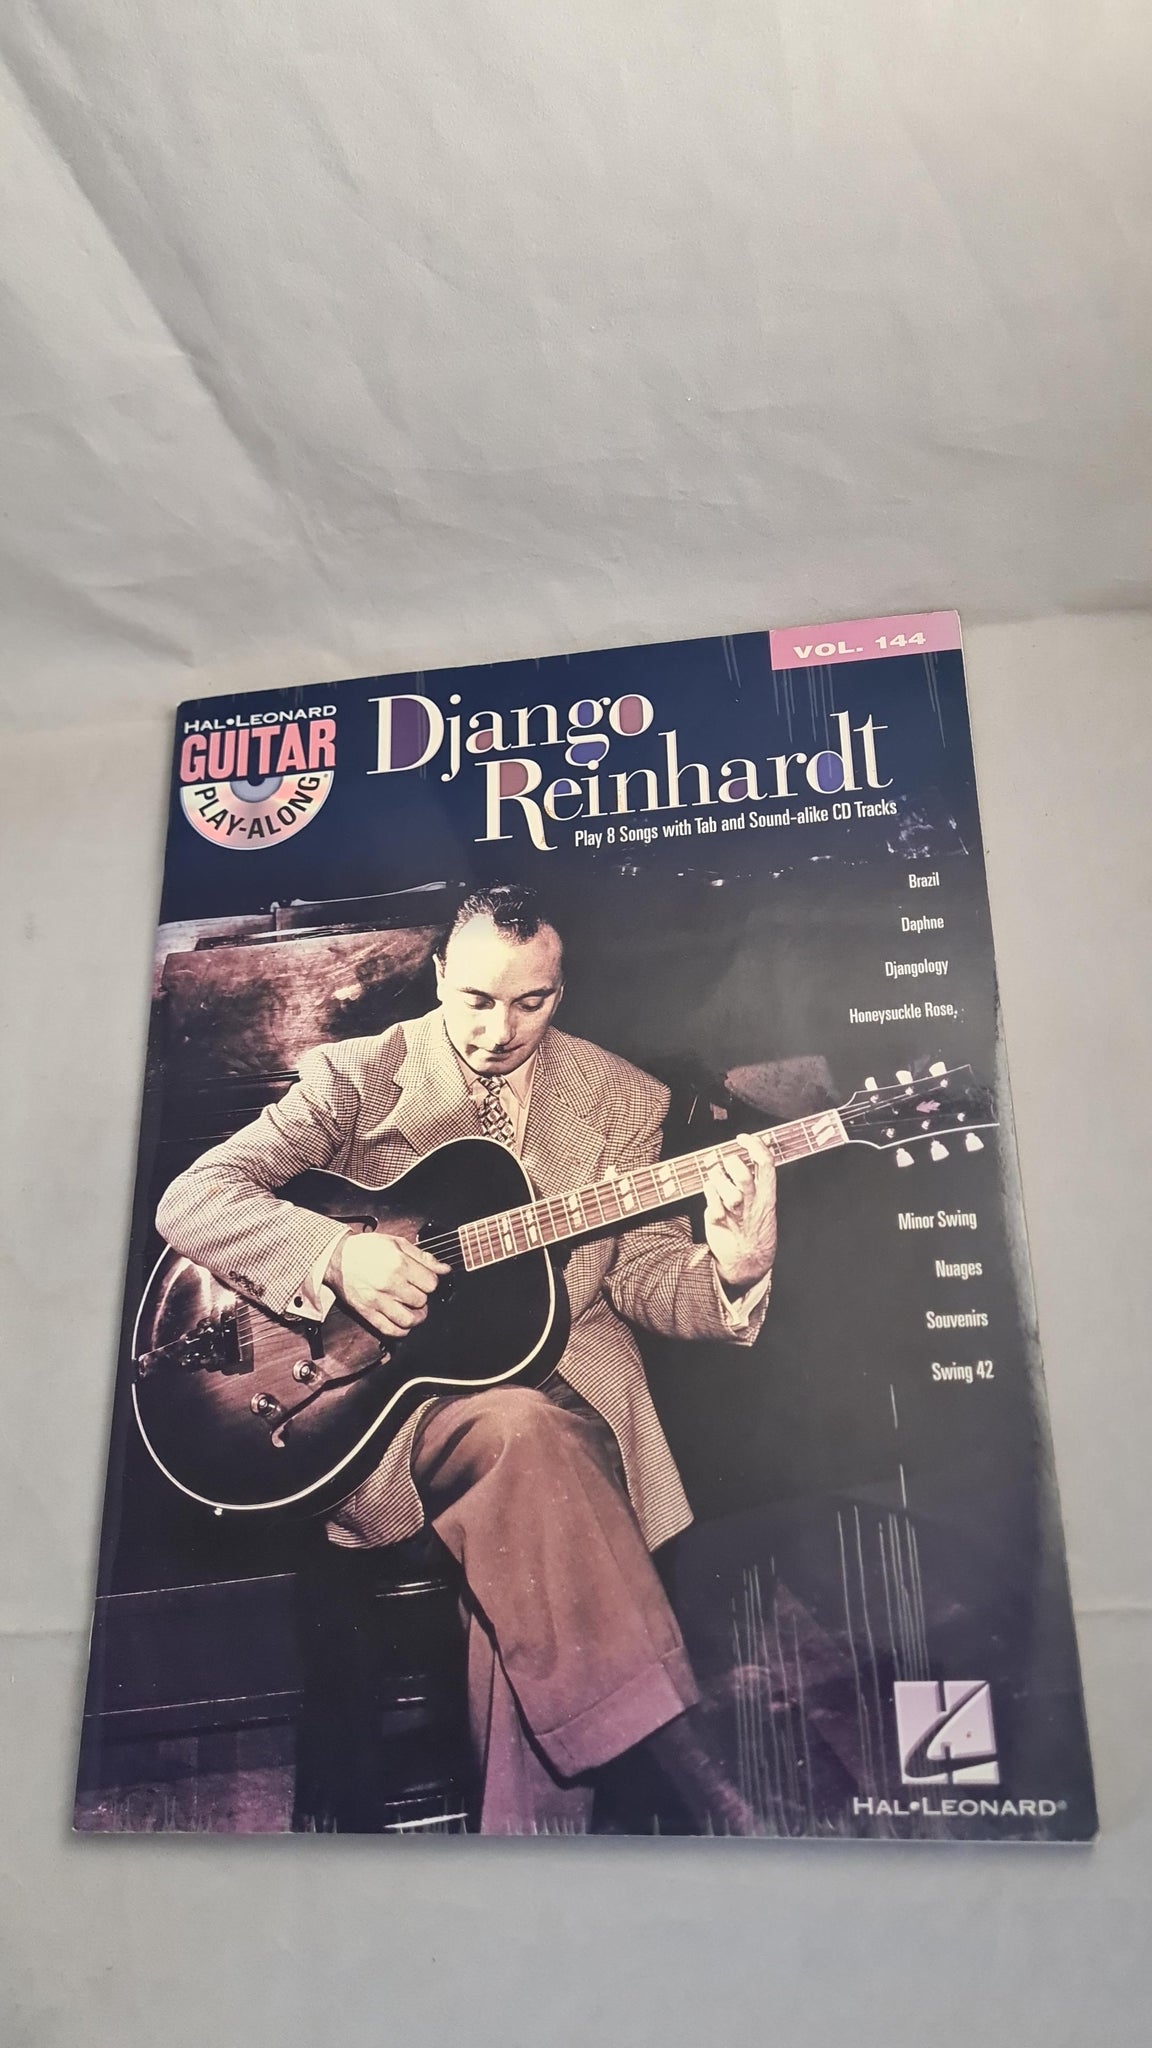 VOL. 144
HAL•LEONARD
GUITAR
PLAY-ALONG®
Django
Reinhardt
Play 8 Songs with Tab and Sound-alike CD Tracks
Brazil
Daphne
Djangology
Honeysuckle Rose
Minor Swing
Nuages
Souvenirs
Swing 42
HAL•LEONARD®